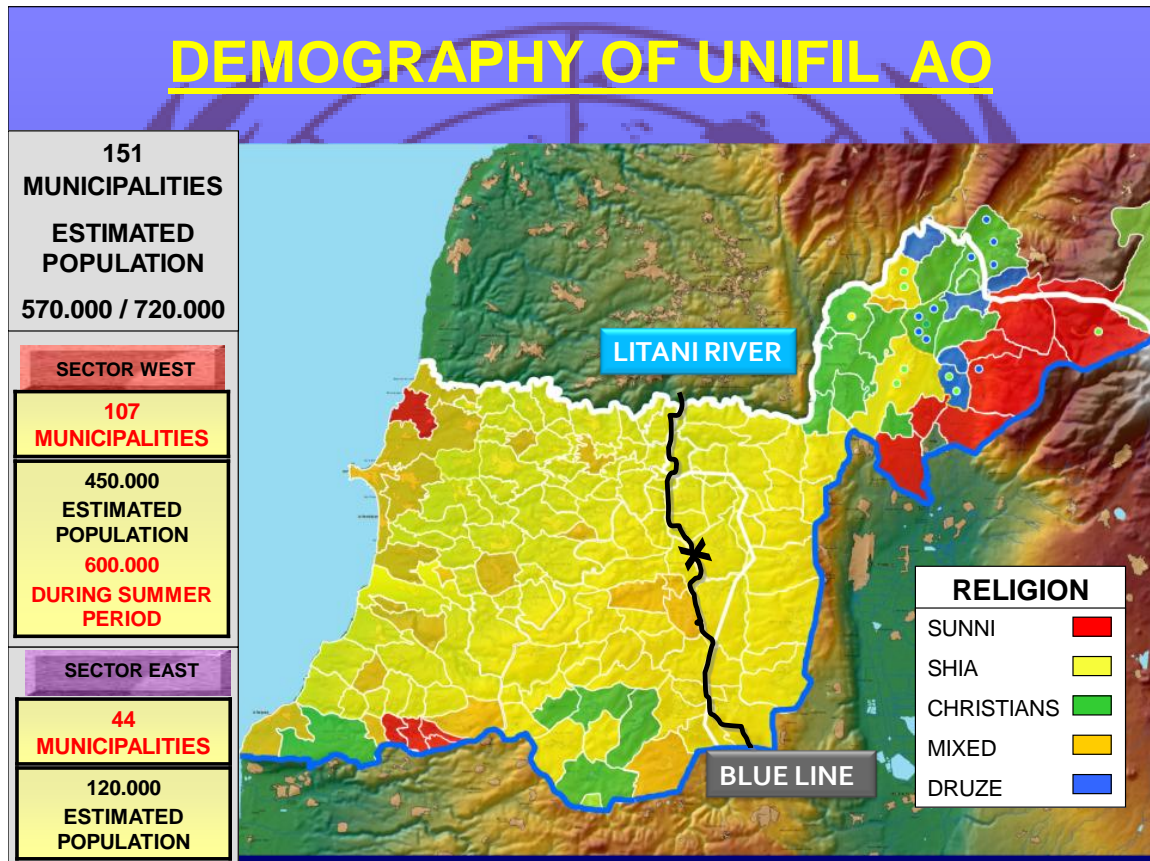 DEMOGRAPHY OF UNIFIL AO
151
MUNICIPALITIES
ESTIMATED
POPULATION
570.000 / 720.000
SECTOR WEST
107
MUNICIPALITIES
450.000
ESTIMATED
POPULATION
600.000
DURING SUMMER
PERIOD
SECTOR EAST
44
MUNICIPALITIES
120.000
ESTIMATED
POPULATION
LITANI RIVER
BLUE LINE
RELIGION
SUNNI
SHIA
CHRISTIANS
MIXED
DRUZE